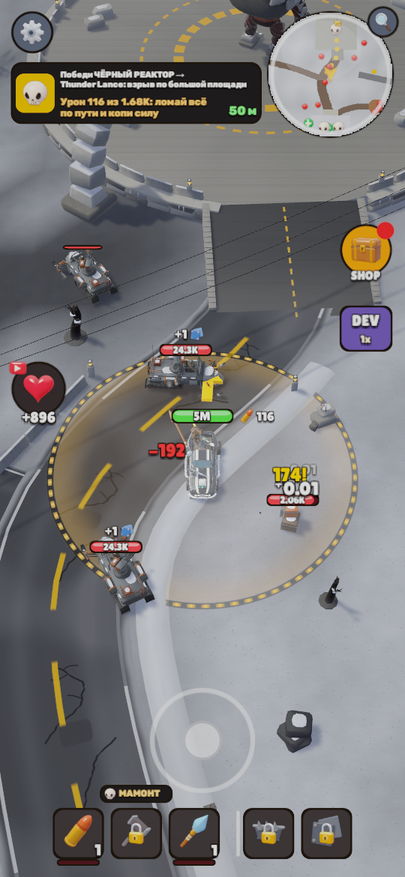 Победи ЧЁРНЫЙ РЕАКТОР →
Thunder Lance: взрыв по большой площади
Урон 116 из 1.68K: ломай всё
по пути и копи силу
50 м
SHOP
DEV
1x
+1
24.3K
+896
5M
116
-192
174!
+0.01
2.06K
+1
24.3K
МАМОНТ
1
1